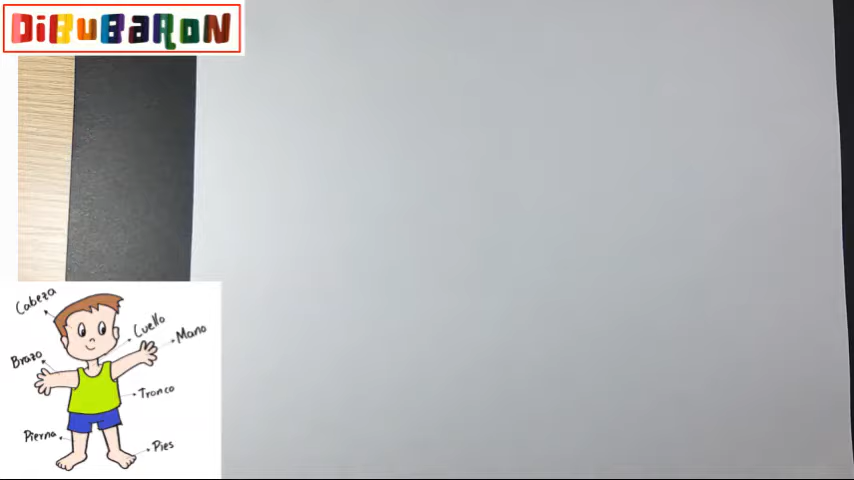 DiBuBaRoN
Cabeza
Cuello
Mano
Brazo
Tronco
Pierna
Pies